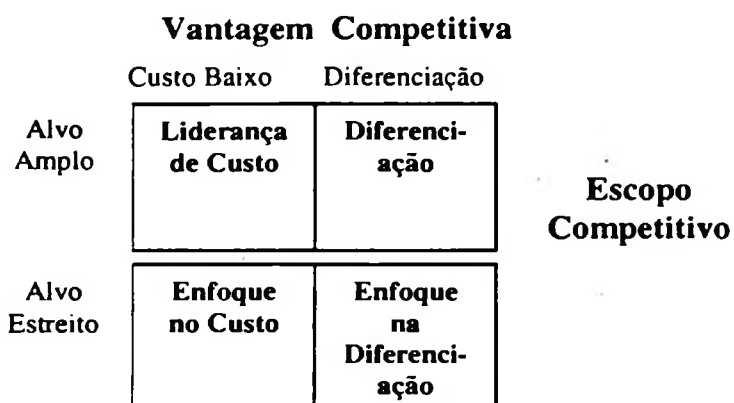 Vantagem Competitiva
Custo Baixo Diferenciação
Alvo
Amplo
Liderança
de Custo
Diferenci-
ação
Escopo
Competitivo
Alvo
Estreito
Enfoque
no Custo
Enfoque
na
Diferenci-
ação